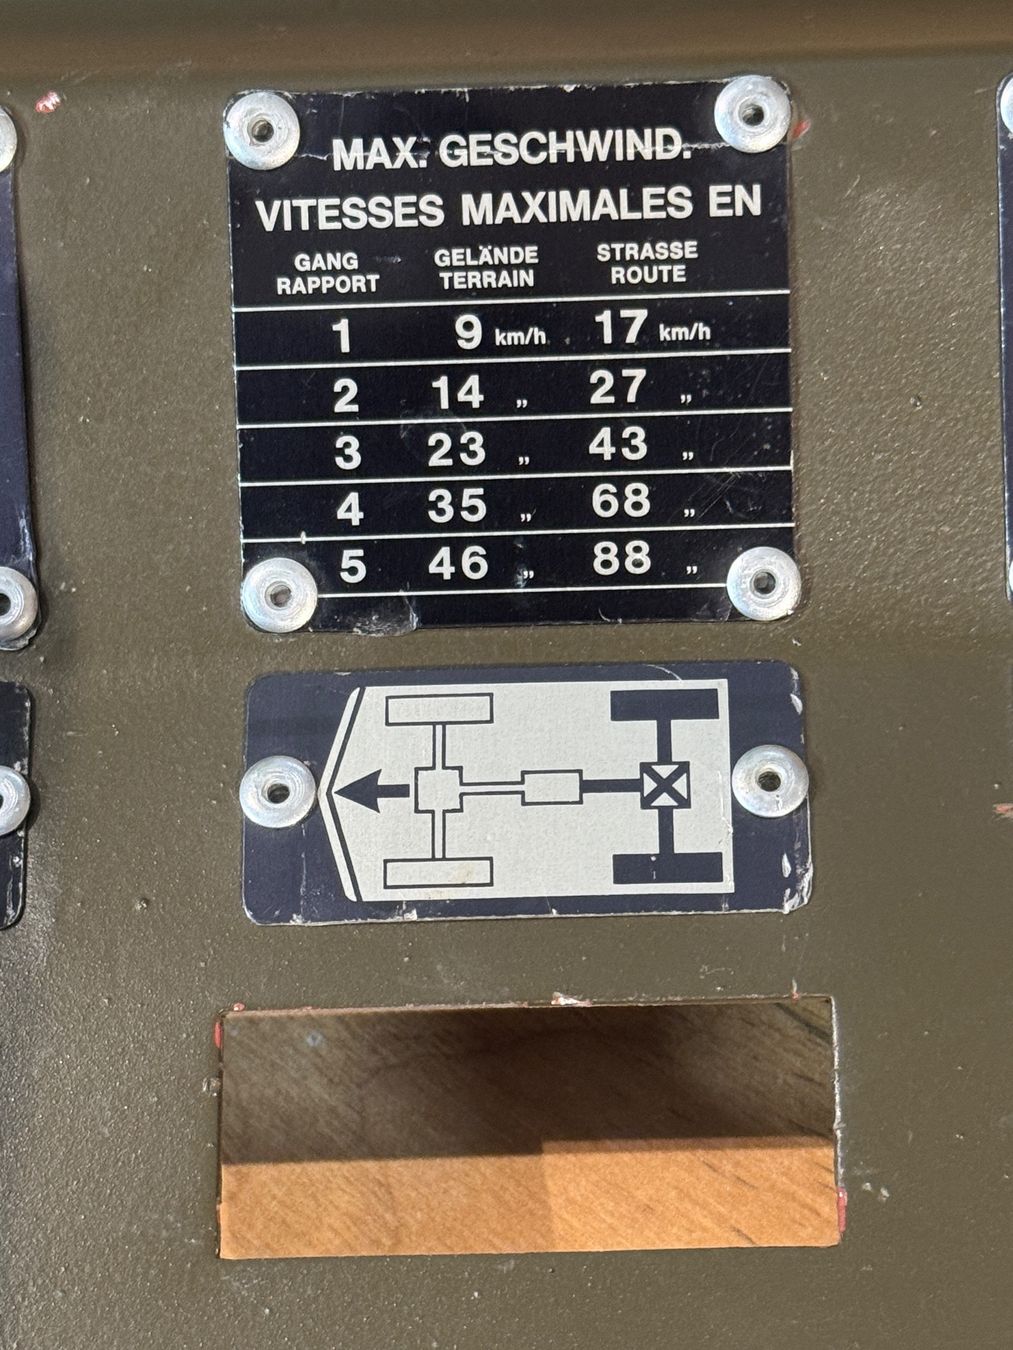 MAX. GESCHWIND.
VITESSES MAXIMALES EN
GANG GELÄNDE STRASSE
RAPPORT TERRAIN ROUTE
1 9 km/h 17 km/h
2 14 „ 27 „
3 23 „ 43 „
4 35 „ 68 „
5 46 „ 88 „